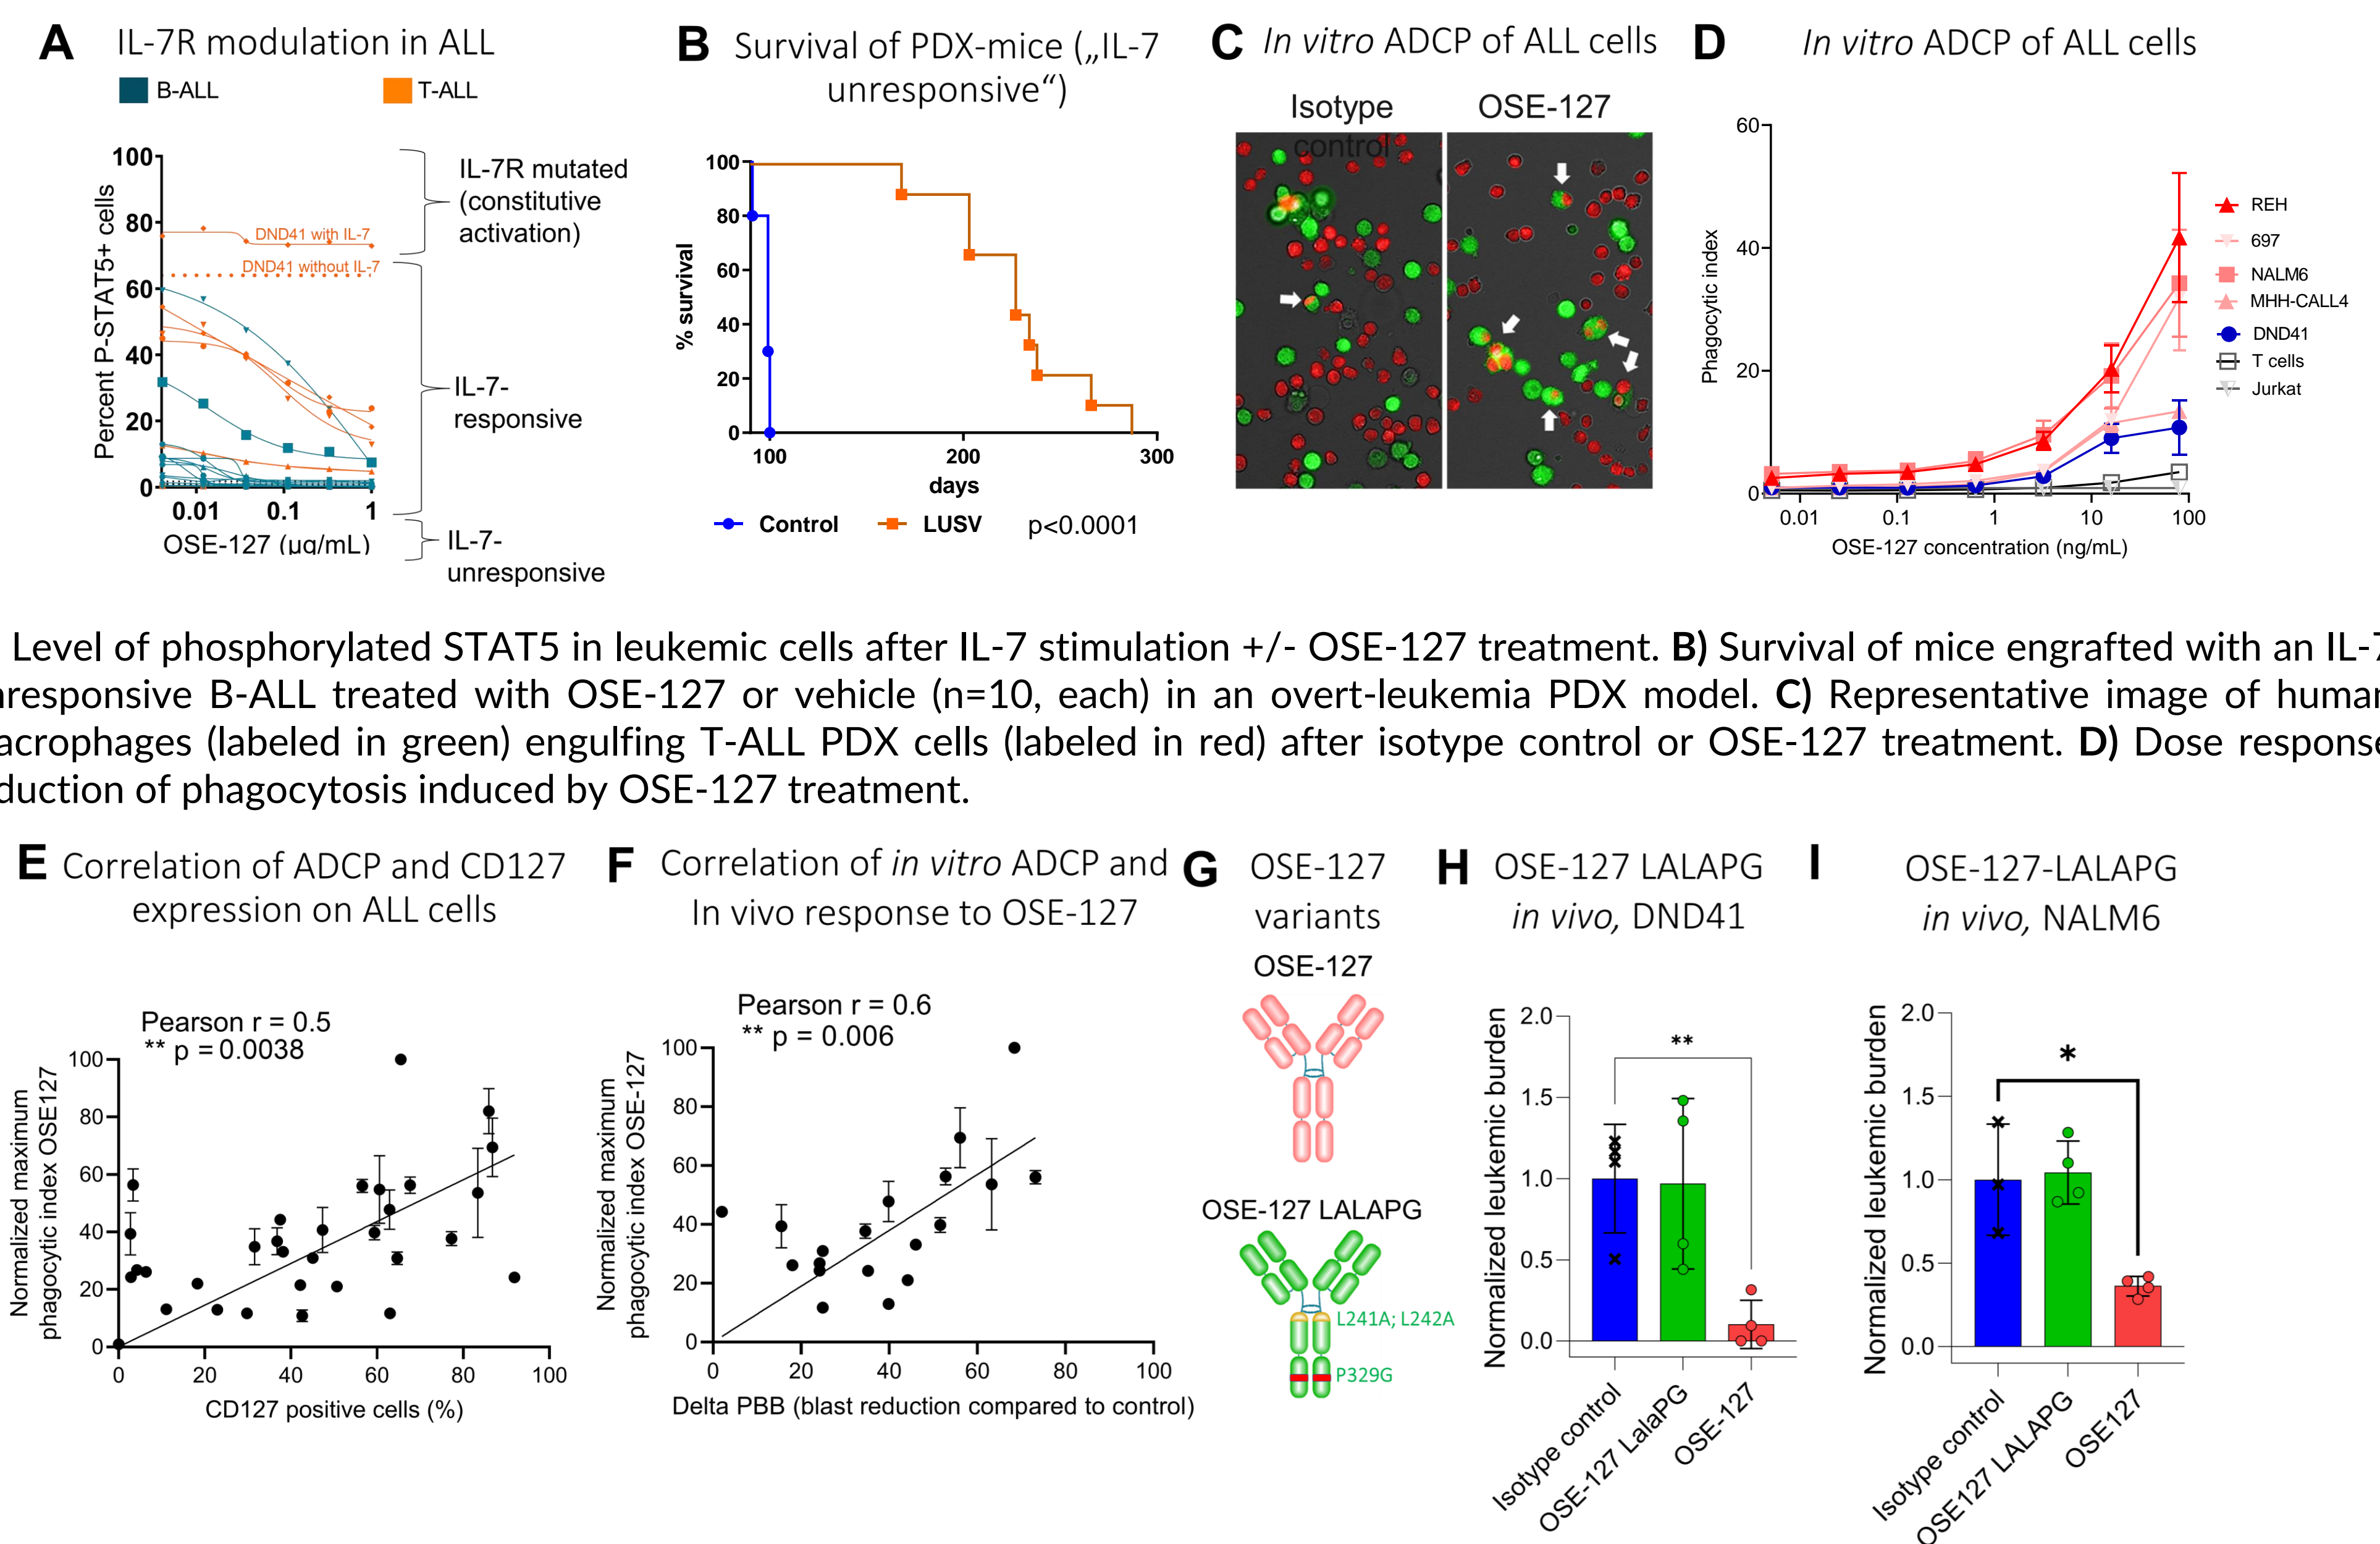 A IL-7R modulation in ALL
B-ALL T-ALL
100
80
60
40
20
0
Percent P-STAT5+ cells
DND41 with IL-7
DND41 without IL-7
0.01 0.1 1
OSE-127 (µg/mL)
IL-7R mutated
(constitutive
activation)
IL-7-
responsive
IL-7-
unresponsive
B Survival of PDX-mice („IL-7
unresponsive“)
100
80
60
40
20
0
% survival
100 200 300
days
Control LUSV p<0.0001
C In vitro ADCP of ALL cells
Isotype
control
OSE-127
D In vitro ADCP of ALL cells
60
40
20
0
Phagocytic index
0.01 0.1 1 10 100
OSE-127 concentration (ng/mL)
REH
697
NALM6
MHH-CALL4
DND41
T cells
Jurkat
Level of phosphorylated STAT5 in leukemic cells after IL-7 stimulation +/- OSE-127 treatment. B) Survival of mice engrafted with an IL-7
nresponsive B-ALL treated with OSE-127 or vehicle (n=10, each) in an overt-leukemia PDX model. C) Representative image of human
acrophages (labeled in green) engulfing T-ALL PDX cells (labeled in red) after isotype control or OSE-127 treatment. D) Dose response
duction of phagocytosis induced by OSE-127 treatment.
E Correlation of ADCP and CD127
expression on ALL cells
Pearson r = 0.5
** p = 0.0038
100
80
60
40
20
0
Normalized maximum
phagocytic index OSE127
0 20 40 60 80 100
CD127 positive cells (%)
F Correlation of in vitro ADCP and
In vivo response to OSE-127
Pearson r = 0.6
** p = 0.006
100
80
60
40
20
0
Normalized maximum
phagocytic index OSE-127
0 20 40 60 80 100
Delta PBB (blast reduction compared to control)
G OSE-127
variants
OSE-127
OSE-127 LALAPG
L241A; L242A
P329G
H OSE-127 LALAPG
in vivo, DND41
**
2.0
1.5
1.0
0.5
0.0
Normalized leukemic burden
Isotype control
OSE-127 LalaPG
OSE-127
I OSE-127-LALAPG
in vivo, NALM6
*
2.0
1.5
1.0
0.5
0.0
Normalized leukemic burden
Isotype control
OSE127 LALAPG
OSE127